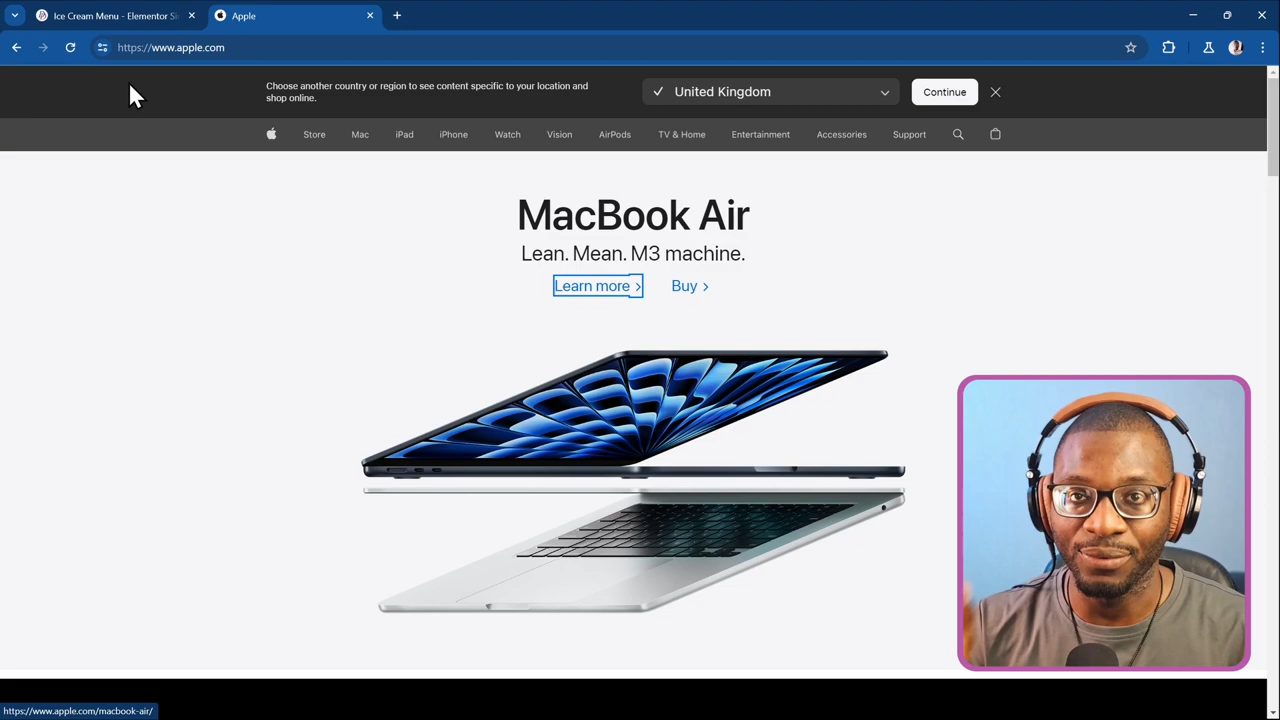 Ice Cream Menu - Elementor Si
Apple
https://www.apple.com
Choose another country or region to see content specific to your location and
shop online.
United Kingdom
Continue
Store
Mac
iPad
iPhone
Watch
Vision
AirPods
TV & Home
Entertainment
Accessories
Support
MacBook Air
Lean. Mean. M3 machine.
Learn more >
Buy >
https://www.apple.com/macbook-air/